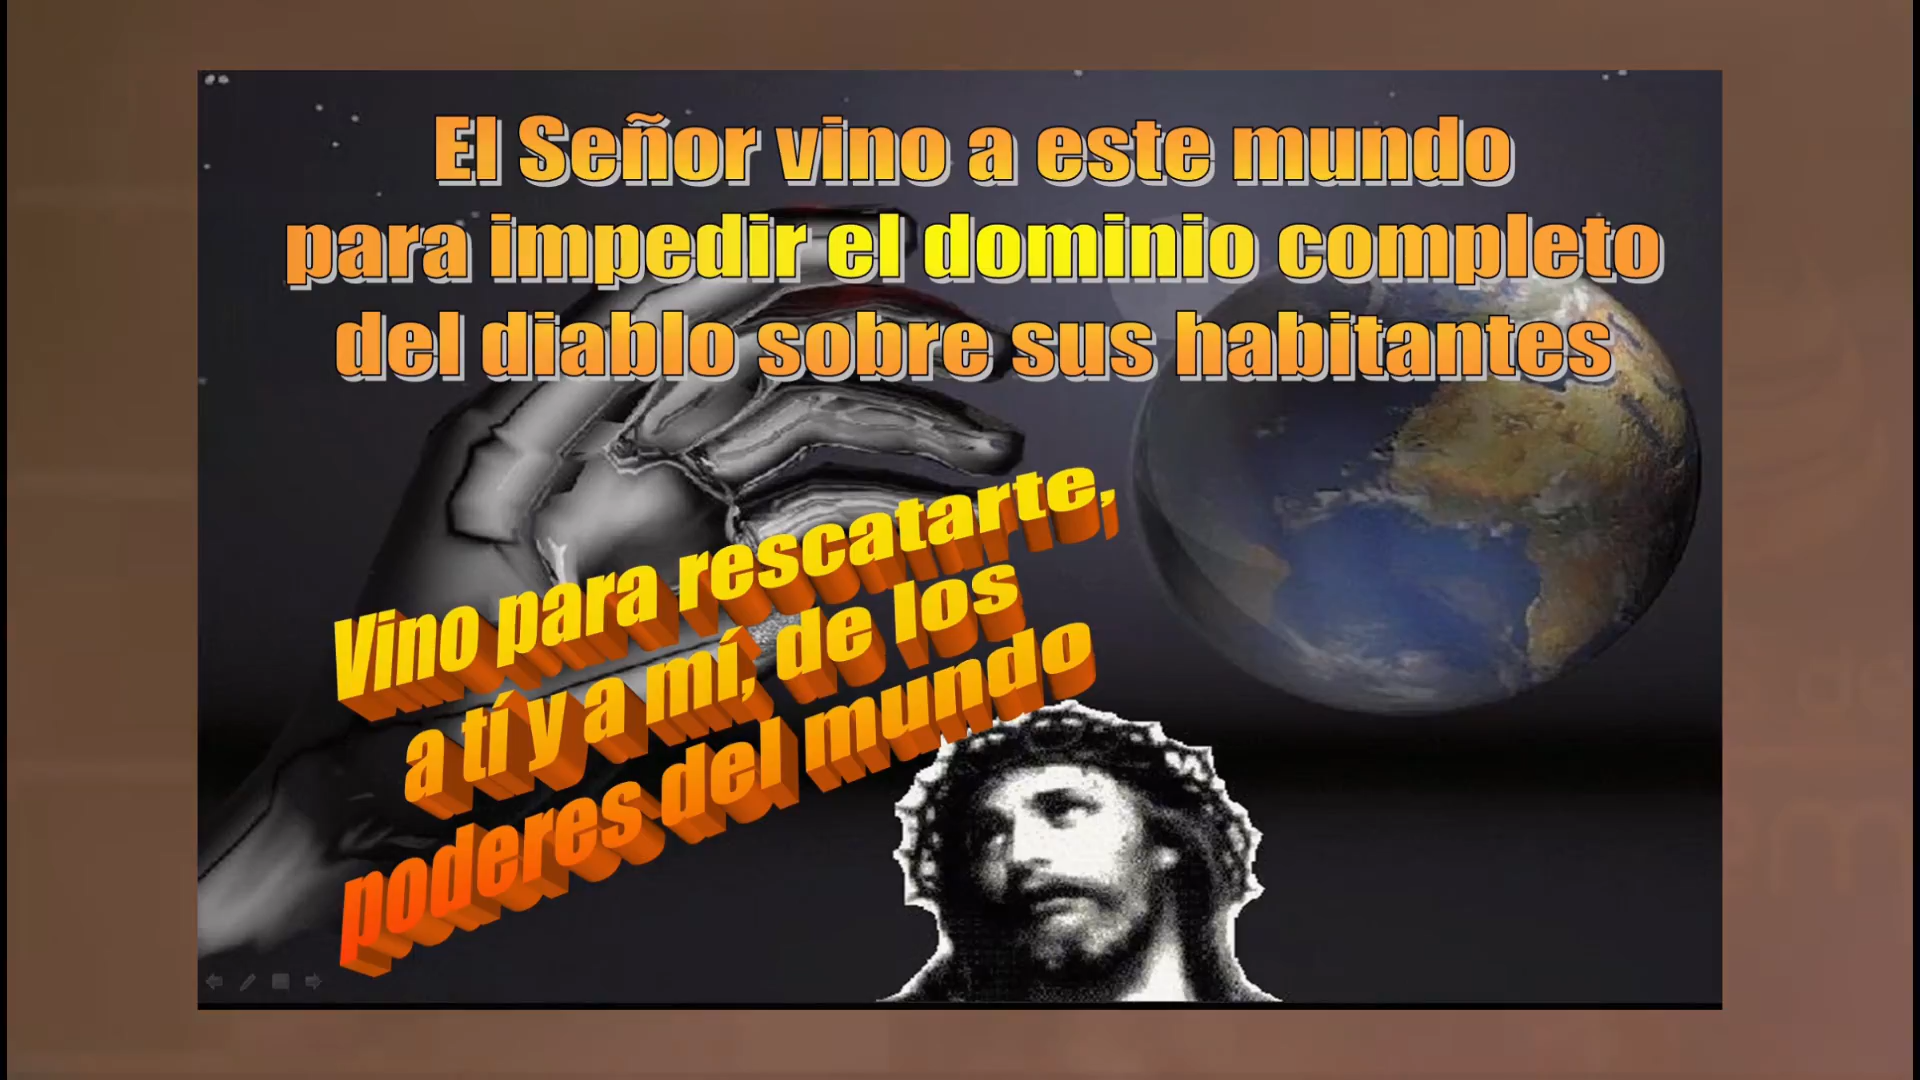 El Señor vino a este mundo
para impedir el dominio completo
del diablo sobre sus habitantes
Vino para rescatarte,
a tí y a mí, de los
poderes del mundo